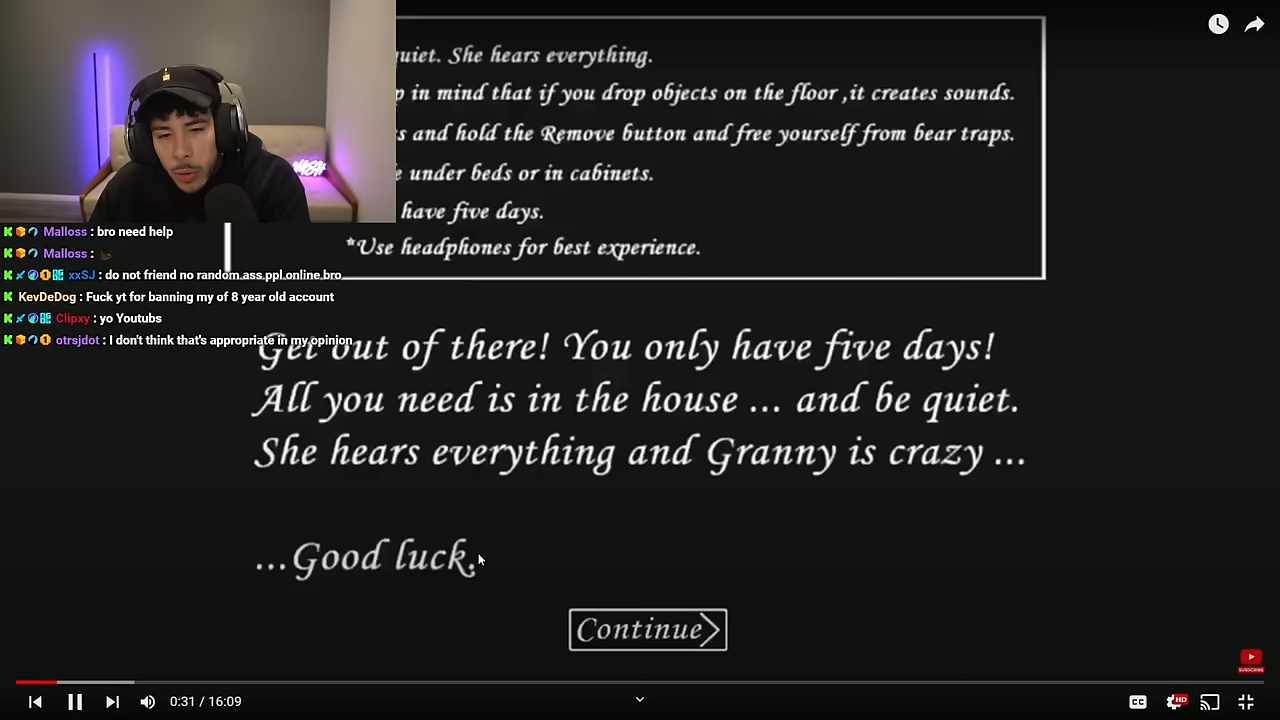 uiet. She hears everything.
p in mind that if you drop objects on the floor ,it creates sounds.
s and hold the Remove button and free yourself from bear traps.
e under beds or in cabinets.
have five days.
*Use headphones for best experience.
Malloss : bro need help
Malloss :
xxSJ : do not friend no random ass ppl online bro
KevDeDog : Fuck yt for banning my of 8 year old account
Clipxy : yo Youtubs
otrsjdot : I don't think that's appropriate in my opinion
Get out of there! You only have five days!
All you need is in the house ... and be quiet.
She hears everything and Granny is crazy ...
...Good luck.
Continue
SUBSCRIBE
0:31 / 16:09
CC
HD